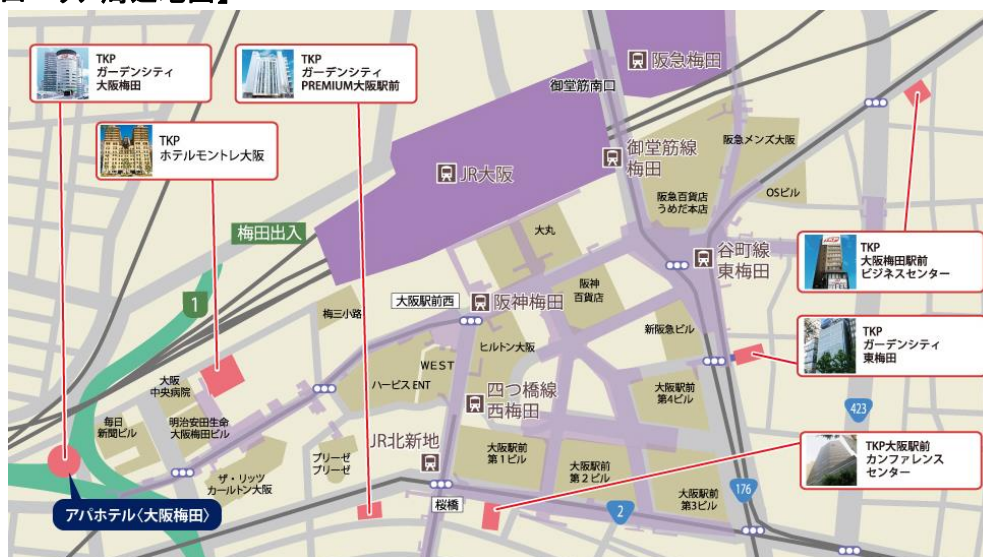 周辺地図】
TKP
ガーデンシティ
大阪梅田
TKP
ガーデンシティ
PREMIUM大阪駅前
TKP
ホテルモントレ大阪
阪急梅田
御堂筋南口
御堂筋線
梅田
阪急メンズ大阪
JR大阪
阪急百貨店
うめだ本店
OSビル
梅田出入
大丸
谷町線
東梅田
TKP
大阪梅田駅前
ビジネスセンター
1
大阪駅前西
阪神梅田
阪神
百貨店
梅三小路
新阪急ビル
TKP
ガーデンシティ
東梅田
ヒルトン大阪
WEST
ハービス ENT
大阪
中央病院
四つ橋線
西梅田
大阪駅前
第4ビル
423
毎日
新聞ビル
明治安田生命
大阪梅田ビル
JR北新地
ブリーゼ
ブリーゼ
大阪駅前
第1ビル
大阪駅前
第2ビル
TKP大阪駅前
カンファレンス
センター
ザ・リッツ
カールトン大阪
176
大阪駅前
第3ビル
桜橋
2
アパホテル〈大阪梅田〉